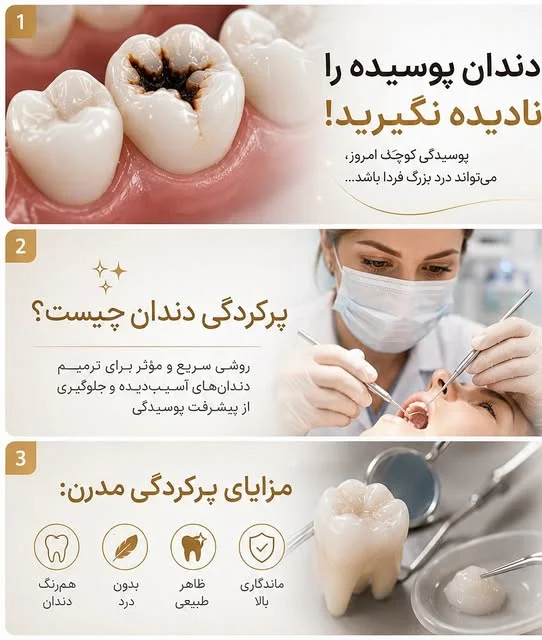 1
دندان پوسیده را
نادیده نگیرید!
پوسیدگی کوچک امروز،
می‌تواند درد بزرگ فردا باشد...
2
پرکردگی دندان چیست؟
روشی سریع و مؤثر برای ترمیم
دندان‌های آسیب‌دیده و جلوگیری
از پیشرفت پوسیدگی
3
مزایای پرکردگی مدرن:
ماندگاری
بالا
ظاهر
طبیعی
بدون
درد
هم‌رنگ
دندان